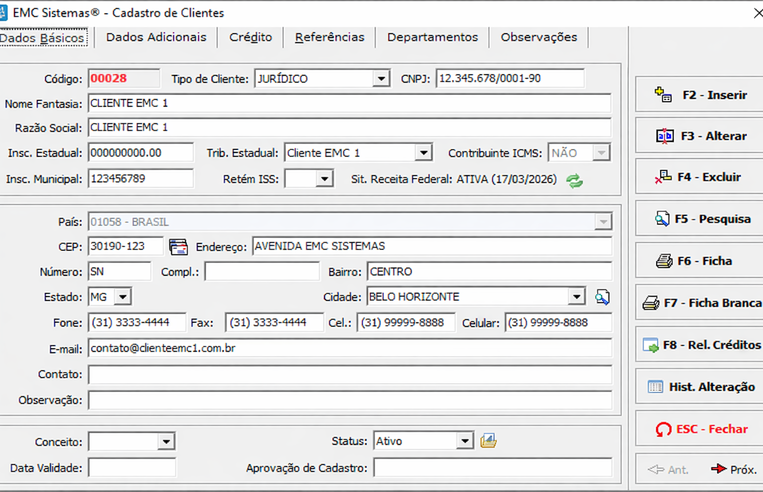 EMC Sistemas® - Cadastro de Clientes
Dados Básicos Dados Adicionais Crédito Referências Departamentos Observações
Código: 00028 Tipo de Cliente: JURÍDICO CNPJ: 12.345.678/0001-90
Nome Fantasia: CLIENTE EMC 1
Razão Social: CLIENTE EMC 1
Insc. Estadual: 000000000.00 Trib. Estadual: Cliente EMC 1 Contribuinte ICMS: NÃO
Insc. Municipal: 123456789 Retém ISS: Sit. Receita Federal: ATIVA (17/03/2026)
País: 01058 - BRASIL
CEP: 30190-123 Endereço: AVENIDA EMC SISTEMAS
Número: SN Compl.: Bairro: CENTRO
Estado: MG Cidade: BELO HORIZONTE
Fone: (31) 3333-4444 Fax: (31) 3333-4444 Cel.: (31) 99999-8888 Celular: (31) 99999-8888
E-mail: contato@clienteemc1.com.br
Contato:
Observação:
Conceito: Status: Ativo
Data Validade: Aprovação de Cadastro:
F2 - Inserir
F3 - Alterar
F4 - Excluir
F5 - Pesquisa
F6 - Ficha
F7 - Ficha Branca
F8 - Rel. Créditos
Hist. Alteração
ESC - Fechar
Ant. Próx.